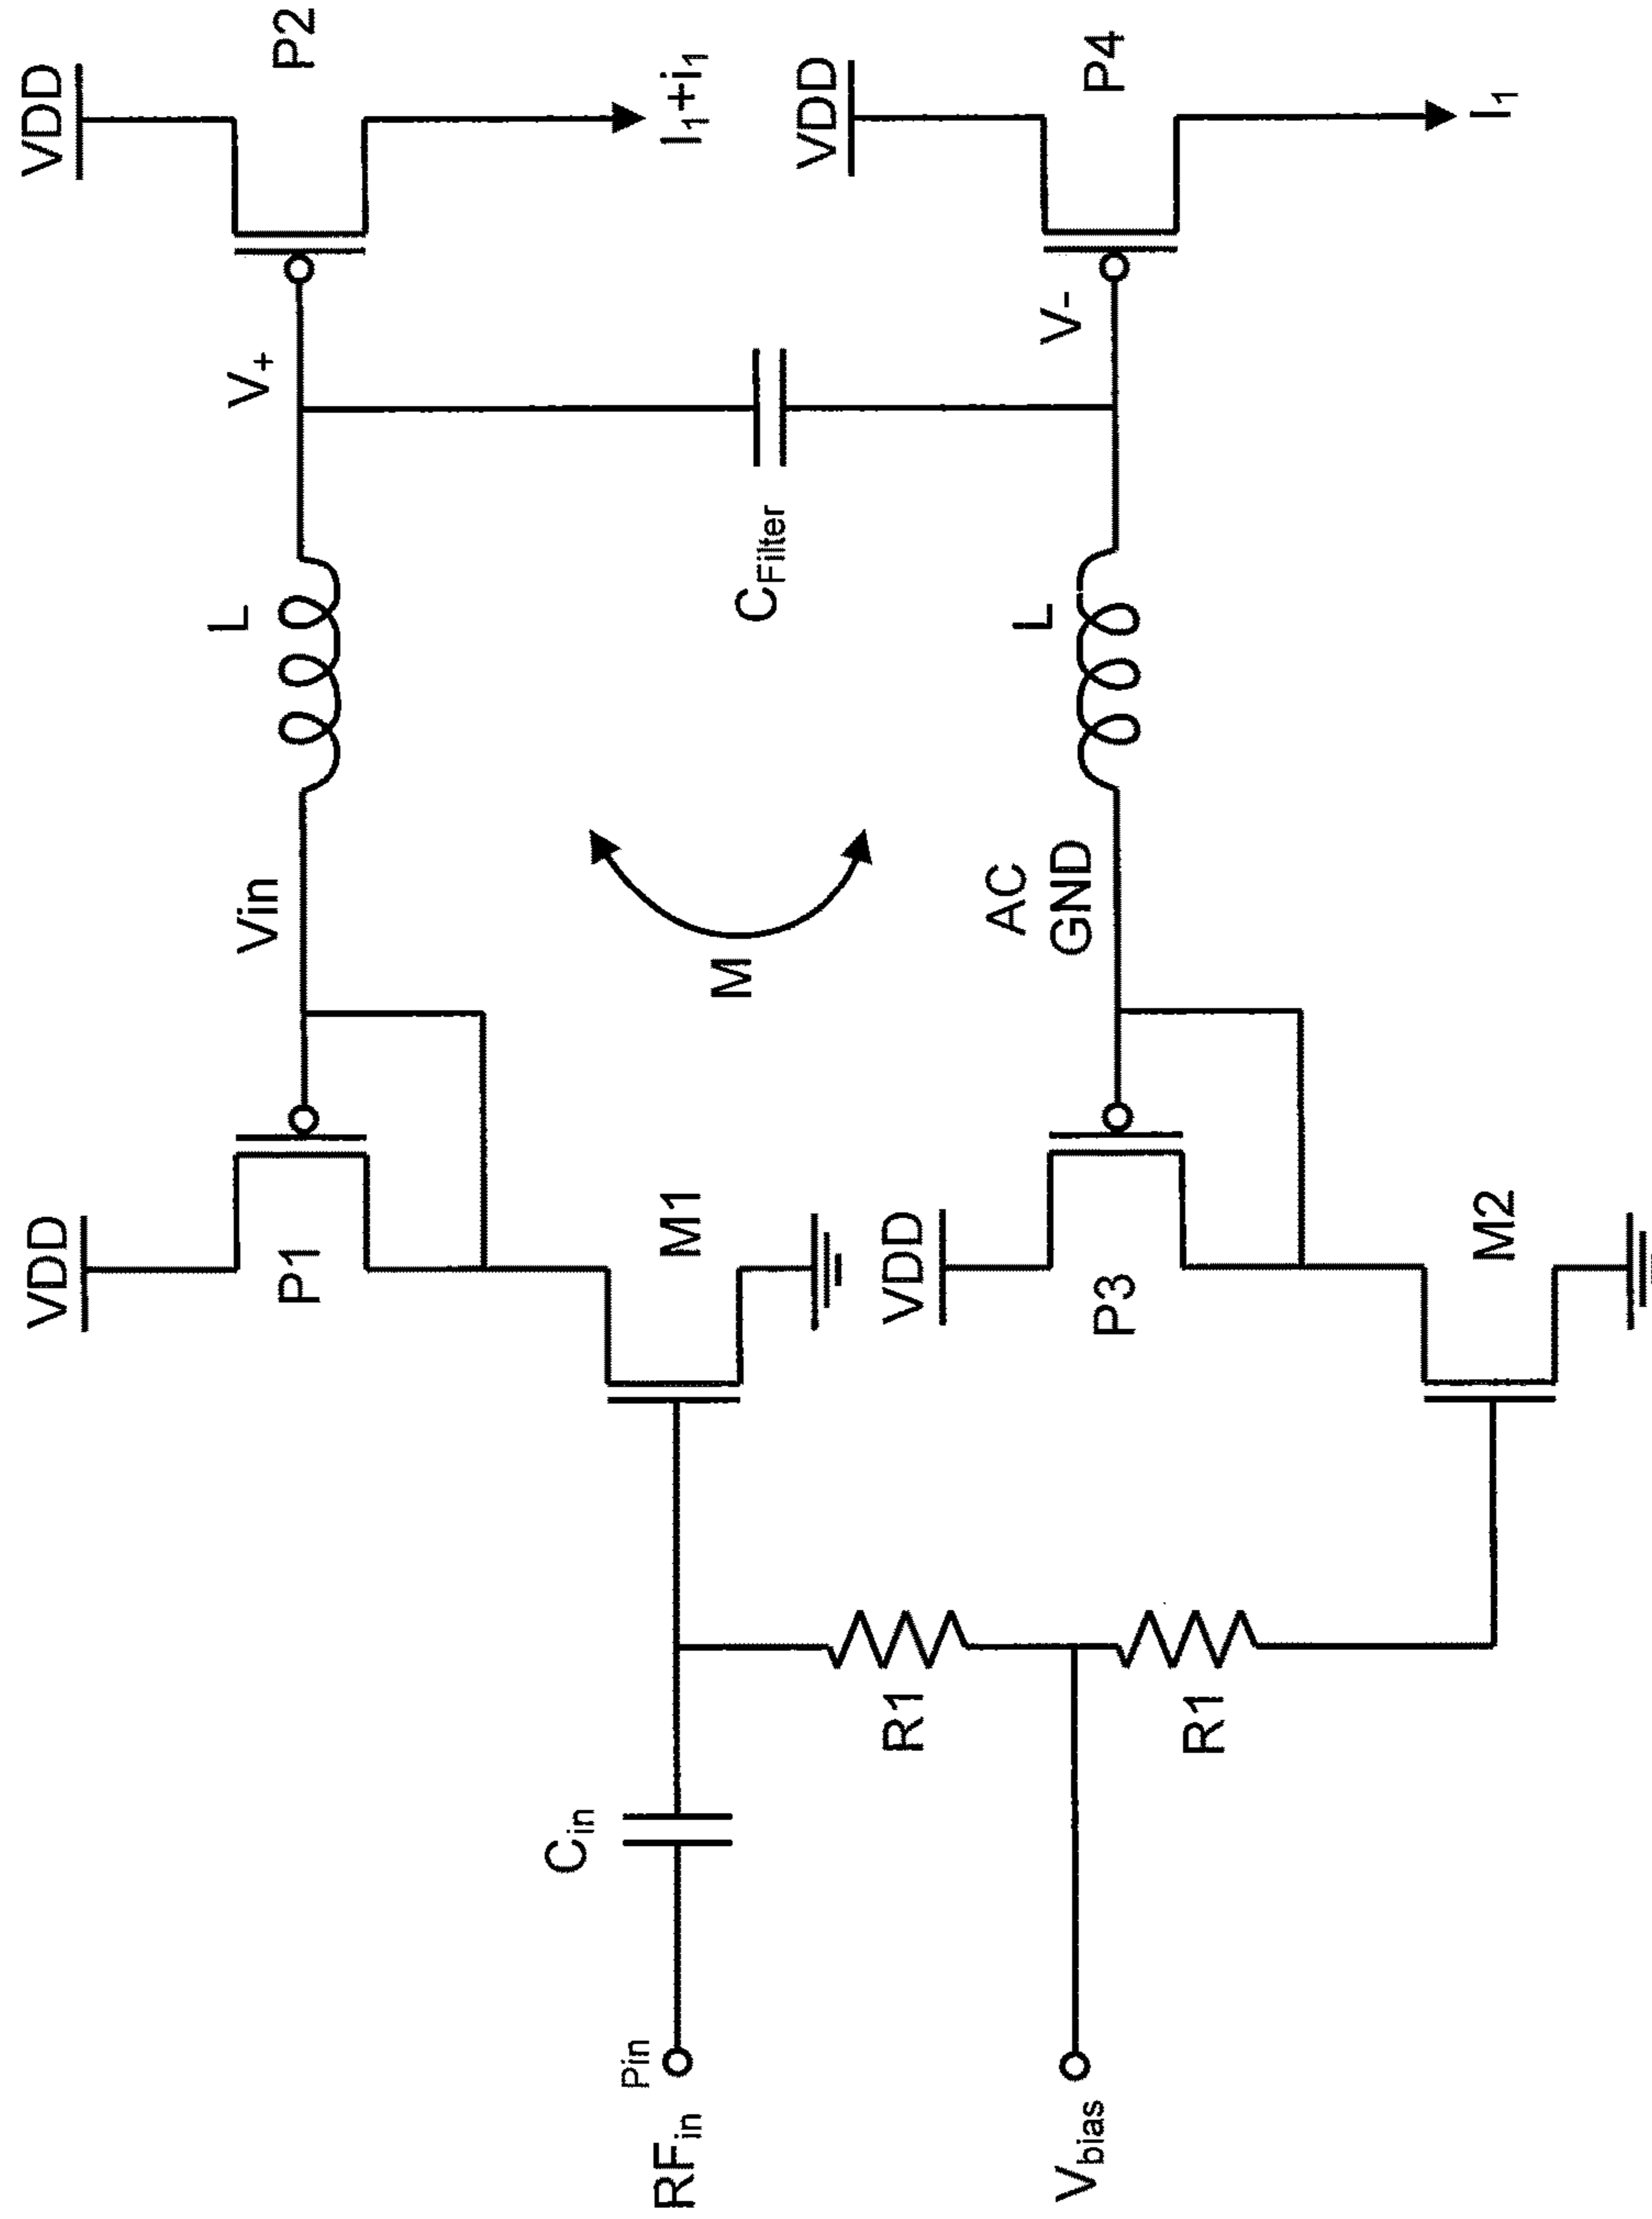 VDD
P1
Vin
L
V+
VDD
P2
I1+i1
RFin
Pin
Cin
M1
M
CFilter
R1
VDD
P3
AC
GND
L
V-
VDD
P4
I1
Vbias
R1
M2